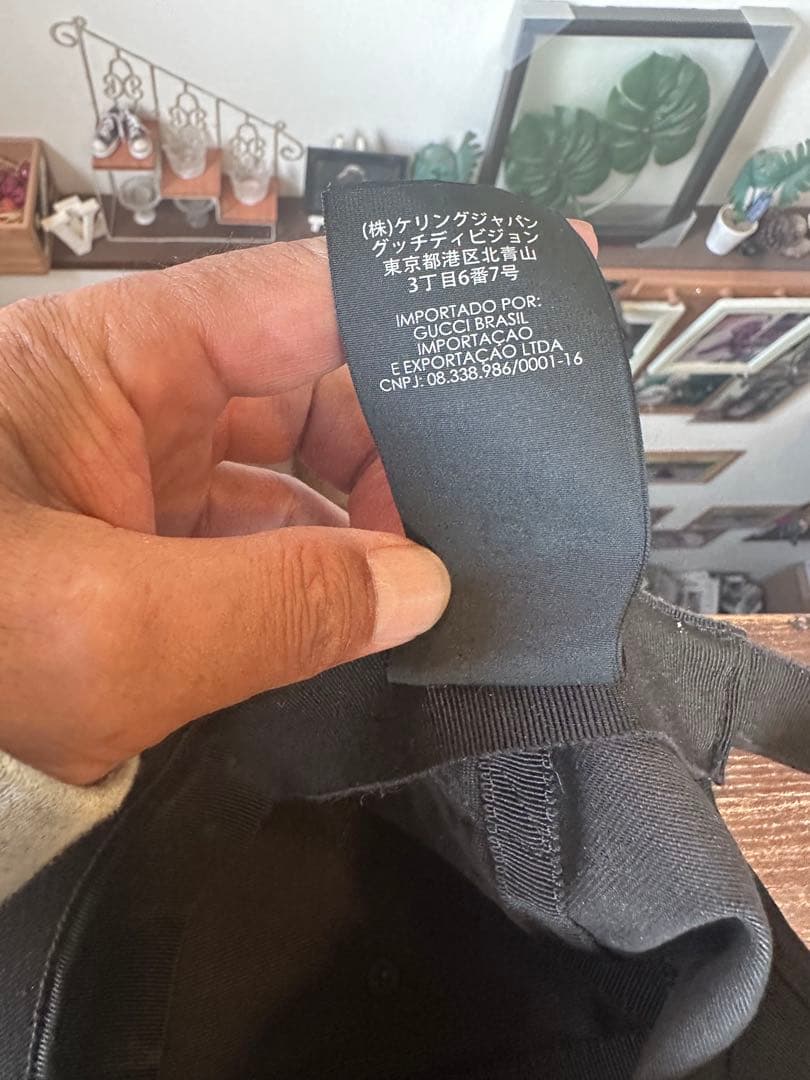 (株)ケリングジャパン
グッチディビジョン
東京都港区北青山
3丁目6番7号
IMPORTADO POR:
GUCCI BRASIL
IMPORTAÇAO
E EXPORTAÇÃO LTDA
CNPJ: 08.338.986/0001-16